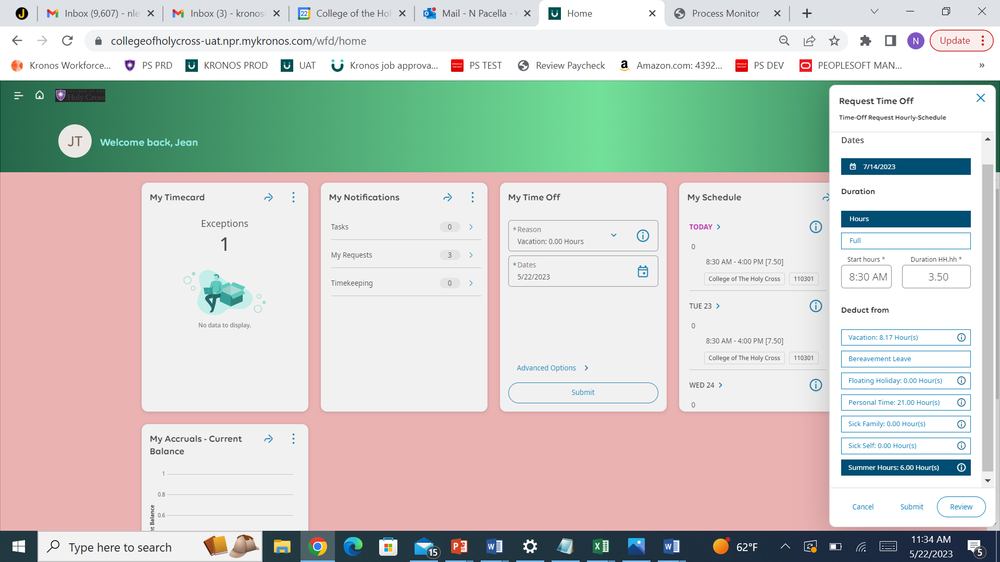 Inbox (9,607) - nle
Inbox (3) - kronos
22
College of the Hol
Mail - N Pacella -
Home
Process Monitor
collegeofholycross-uat.npr.mykronos.com/wfd/home
N
Update
Kronos Workforce...
PS PRD
KRONOS PROD
UAT
Kronos job approva...
PS TEST
Review Paycheck
Amazon.com: 4392...
PS DEV
PEOPLESOFT MAN...
»
COLLEGE OF THE
Holy Cross
JT
Welcome back, Jean
My Timecard
Exceptions
1
No data to display.
My Notifications
Tasks
0
My Requests
3
Timekeeping
0
My Time Off
*Reason
Vacation: 0.00 Hours
*Dates
5/22/2023
Advanced Options
Submit
My Schedule
TODAY
0
8:30 AM - 4:00 PM [7.50]
College of The Holy Cross
110301
TUE 23
0
8:30 AM - 4:00 PM [7.50]
College of The Holy Cross
110301
WED 24
0
My Accruals - Current
Balance
1
0.8
0.6
nt Balance
Request Time Off
Time-Off Request Hourly-Schedule
Dates
7/14/2023
Duration
Hours
Full
Start hours *
Duration HH.hh *
8:30 AM
3.50
Deduct from
Vacation: 8.17 Hour(s)
Bereavement Leave
Floating Holiday: 0.00 Hour(s)
Personal Time: 21.00 Hour(s)
Sick Family: 0.00 Hour(s)
Sick Self: 0.00 Hour(s)
Summer Hours: 6.00 Hour(s)
Cancel
Submit
Review
Type here to search
15
62°F
11:34 AM
5/22/2023
5